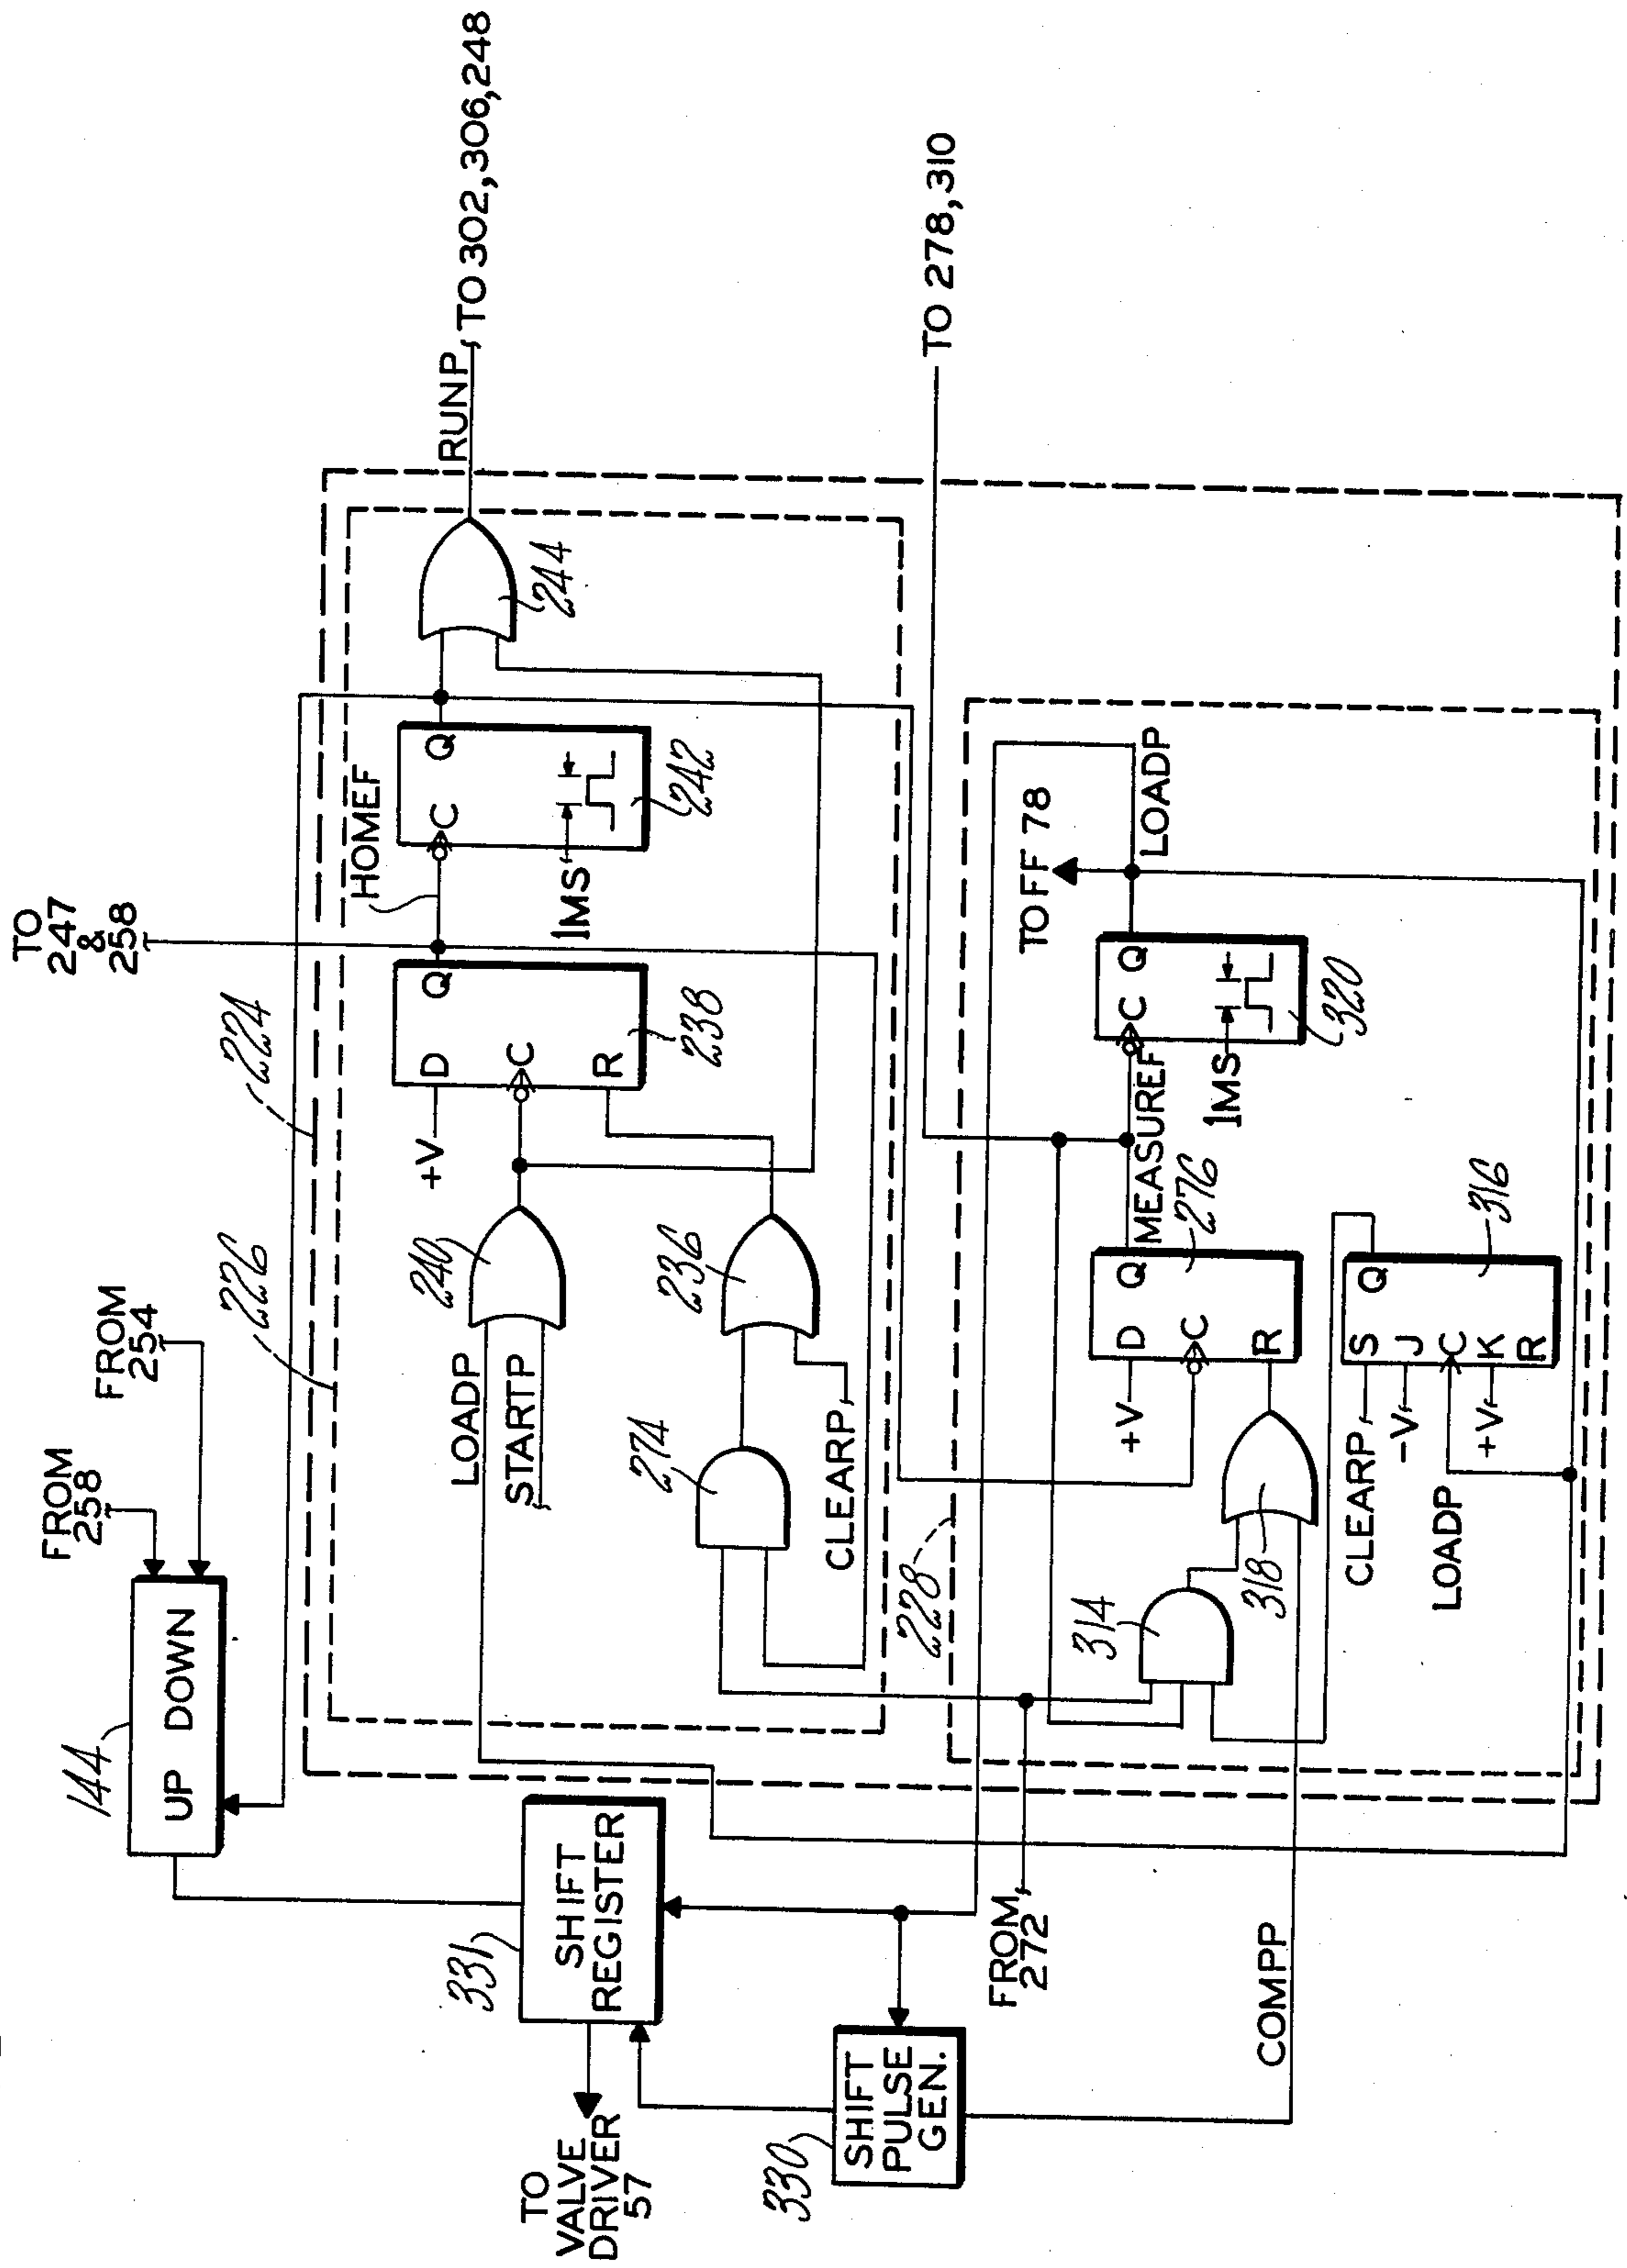 FROM
258
FROM
254
TO
247
&
258
144
UP DOWN
226
224
331
SHIFT
REGISTER
TO
VALVE
DRIVER
57
LOADP
STARTP
240
+V
D
C
R
Q
238
HOMEF
C
Q
1MS
242
244
RUNP, TO 302,306,248
274
236
CLEARP
330
SHIFT
PULSE
GEN.
FROM
272
228
TO 278,310
314
318
+V
D
C
R
Q
276
MEASUREF
C
Q
1MS
320
TO FF 78
LOADP
COMPP
CLEARP
-V
LOADP
+V
S
J
C
K
R
Q
316